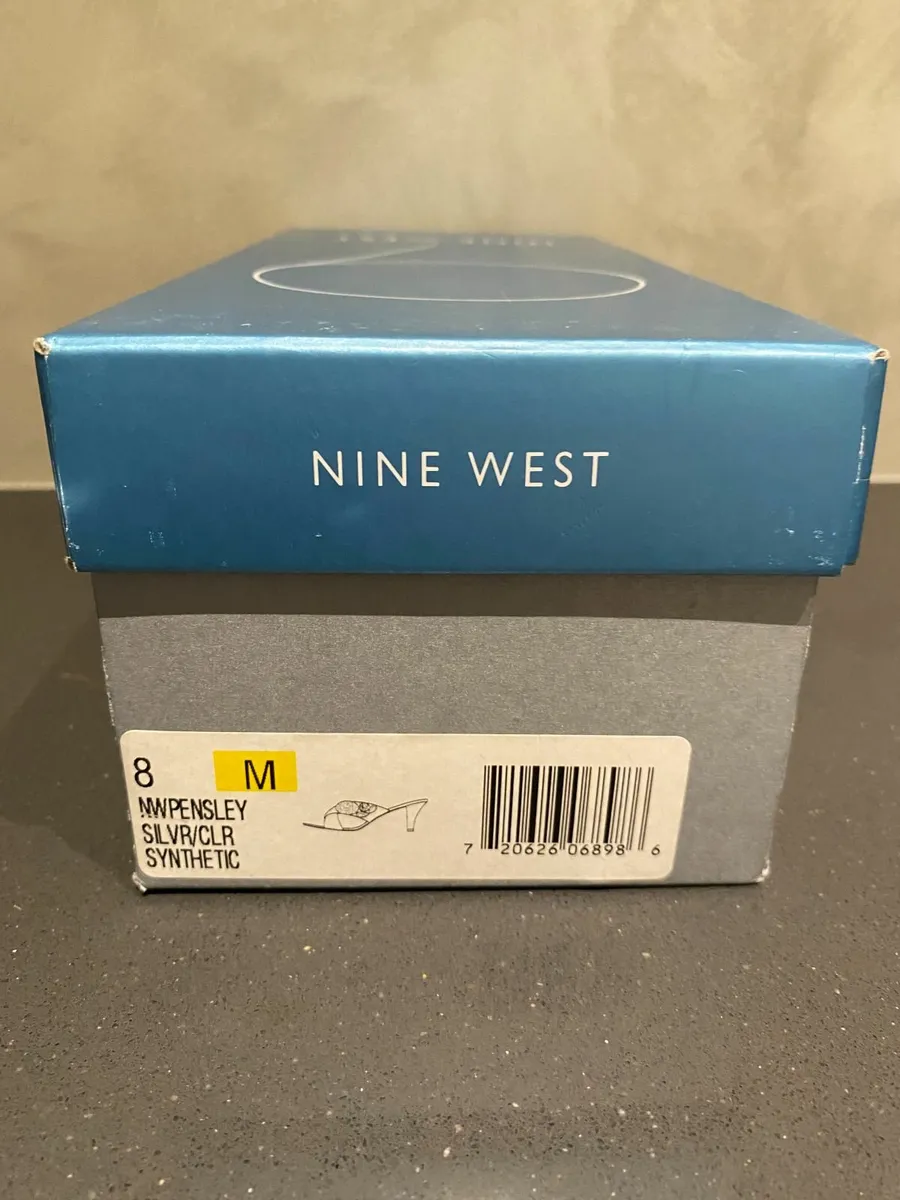 NINE WEST
8 M
NWPENSLEY
SILVR/CLR
SYNTHETIC
7 20626 06898 6